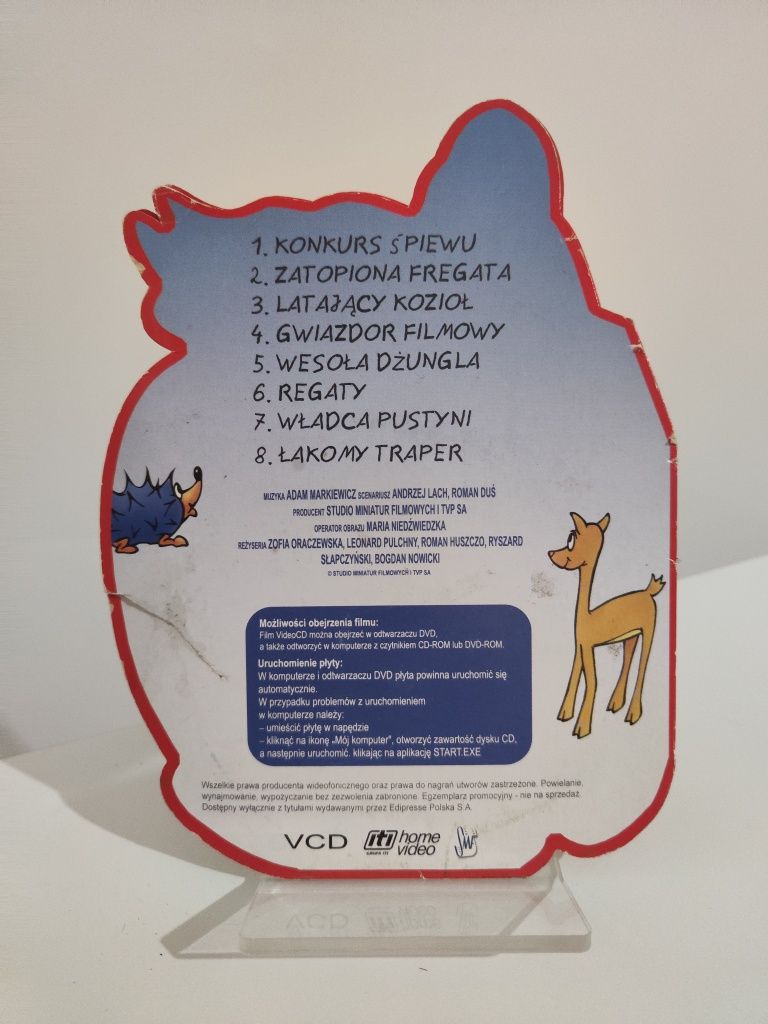 1. KONKURS ŚPIEWU
2. ZATOPIONA FREGATA
3. LATAJĄCY KOZIOŁ
4. GWIAZDOR FILMOWY
5. WESOŁA DŻUNGLA
6. REGATY
7. WŁADCA PUSTYNI
8. ŁAKOMY TRAPER
MUZYKA ADAM MARKIEWICZ SCENARIUSZ ANDRZEJ LACH, ROMAN DUŚ
PRODUCENT STUDIO MINIATUR FILMOWYCH I TVP SA
OPERATOR OBRAZU MARIA NIEDŹWIEDZKA
REŻYSERIA ZOFIA ORACZEWSKA, LEONARD PULCHNY, ROMAN HUSZCZO, RYSZARD
SŁAPCZYŃSKI, BOGDAN NOWICKI
© STUDIO MINIATUR FILMOWYCH I TVP SA
Możliwości obejrzenia filmu:
Film VideoCD można obejrzeć w odtwarzaczu DVD,
a także odtworzyć w komputerze z czytnikiem CD-ROM lub DVD-ROM.
Uruchomienie płyty:
W komputerze i odtwarzaczu DVD płyta powinna uruchomić się
automatycznie.
W przypadku problemów z uruchomieniem
w komputerze należy:
– umieścić płytę w napędzie
– kliknąć na ikonę „Mój komputer", otworzyć zawartość dysku CD,
a następnie uruchomić. klikając na aplikację START.EXE
Wszelkie prawa producenta wideofonicznego oraz prawa do nagrań utworów zastrzeżone. Powielanie,
wynajmowanie, wypożyczanie bez zezwolenia zabronione. Egzemplarz promocyjny - nie na sprzedaż.
Dostępny wyłącznie z tytułami wydawanymi przez Edipresse Polska S.A.
VCD iti home video
GRUPA ITI